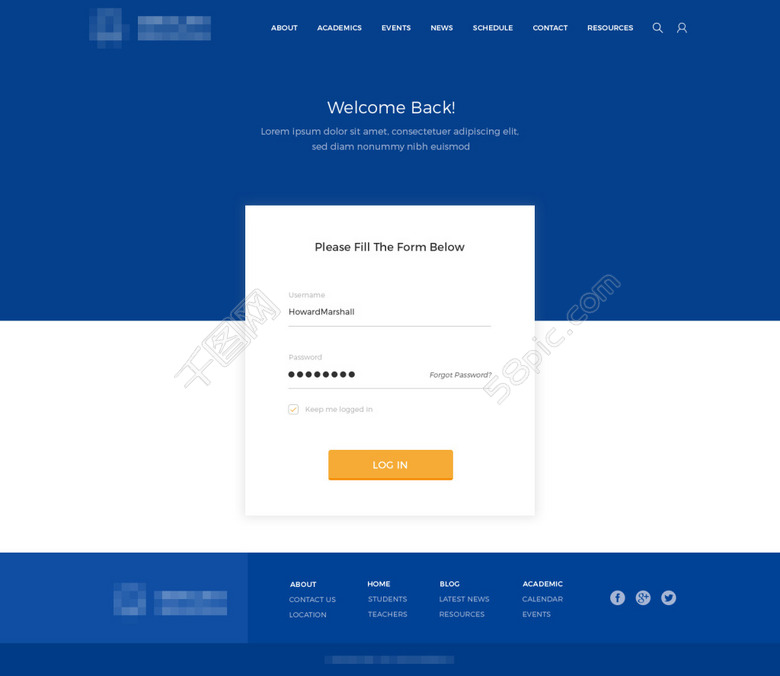 ABOUT ACADEMICS EVENTS NEWS SCHEDULE CONTACT RESOURCES
Welcome Back!
Lorem ipsum dolor sit amet, consectetuer adipiscing elit,
sed diam nonummy nibh euismod
Please Fill The Form Below
Username
HowardMarshall
Password
Forgot Password?
Keep me logged in
LOG IN
千图网
58pic.com
ABOUT HOME BLOG ACADEMIC
CONTACT US STUDENTS LATEST NEWS CALENDAR
LOCATION TEACHERS RESOURCES EVENTS